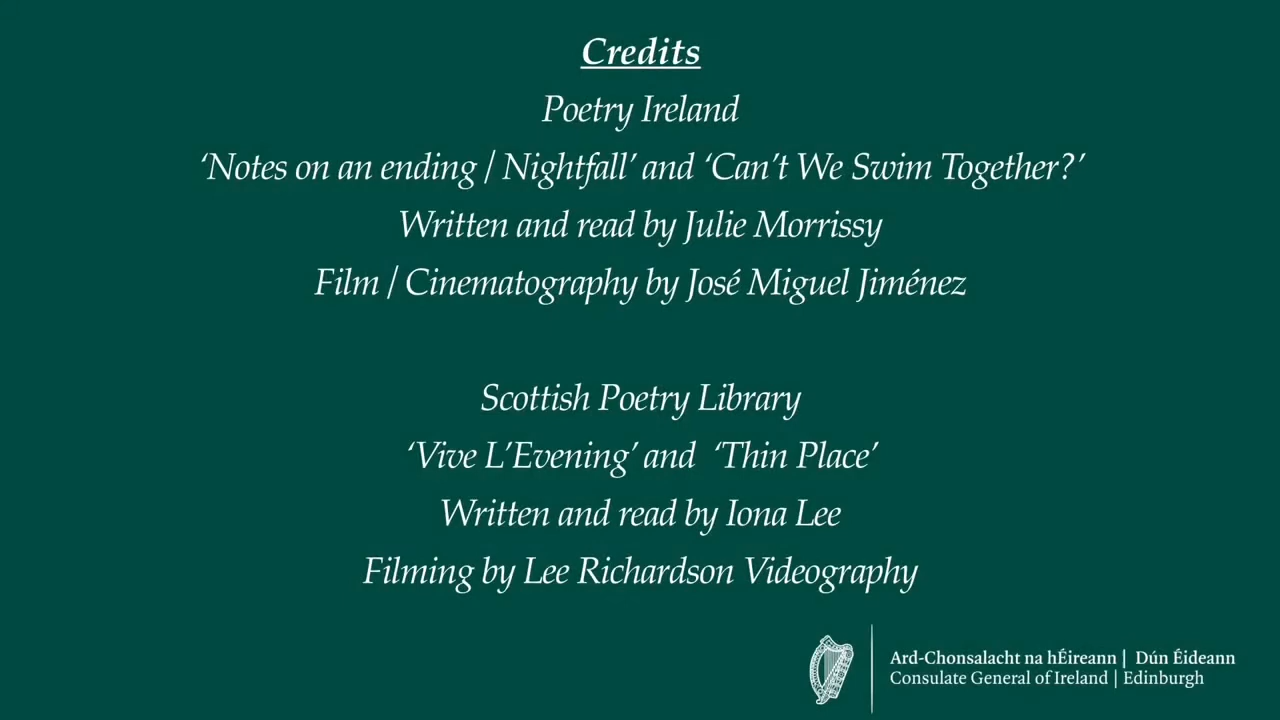 Credits
Poetry Ireland
‘Notes on an ending / Nightfall’ and ‘Can’t We Swim Together?’
Written and read by Julie Morrissy
Film / Cinematography by José Miguel Jiménez
Scottish Poetry Library
‘Vive L’Evening’ and ‘Thin Place’
Written and read by Iona Lee
Filming by Lee Richardson Videography
Ard-Chonsalacht na hÉireann | Dún Éideann
Consulate General of Ireland | Edinburgh